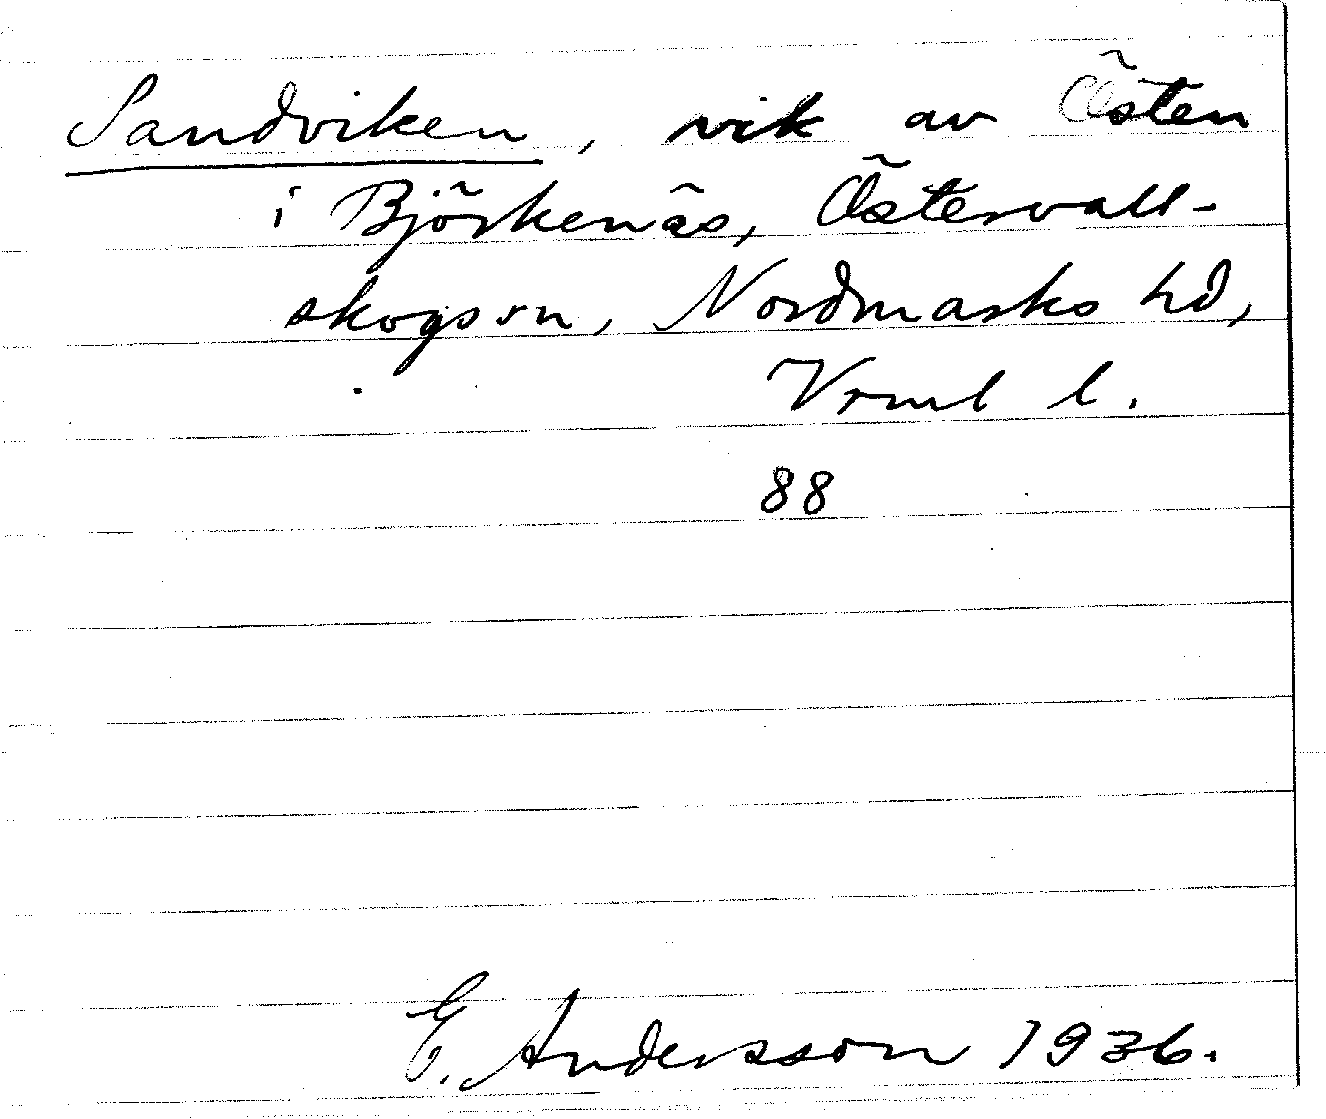 Sandviken, vik av Östen
i Björkenäs, Östervall-
skogs sn, Nordmarks hd,
Vrml l.
88
E. Andersson 1936.